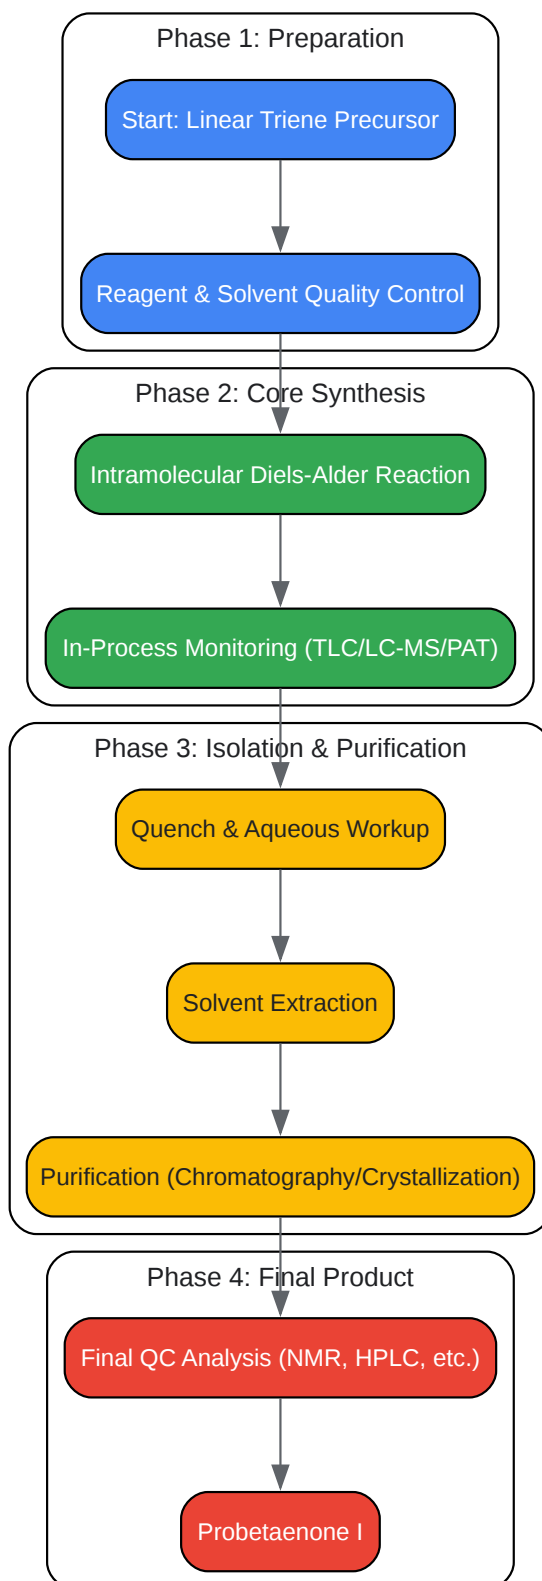 Phase 1: Preparation
Start: Linear Triene Precursor
Reagent & Solvent Quality Control
Phase 2: Core Synthesis
Intramolecular Diels-Alder Reaction
In-Process Monitoring (TLC/LC-MS/PAT)
Phase 3: Isolation & Purification
Quench & Aqueous Workup
Solvent Extraction
Purification (Chromatography/Crystallization)
Phase 4: Final Product
Final QC Analysis (NMR, HPLC, etc.)
Probetaenone I